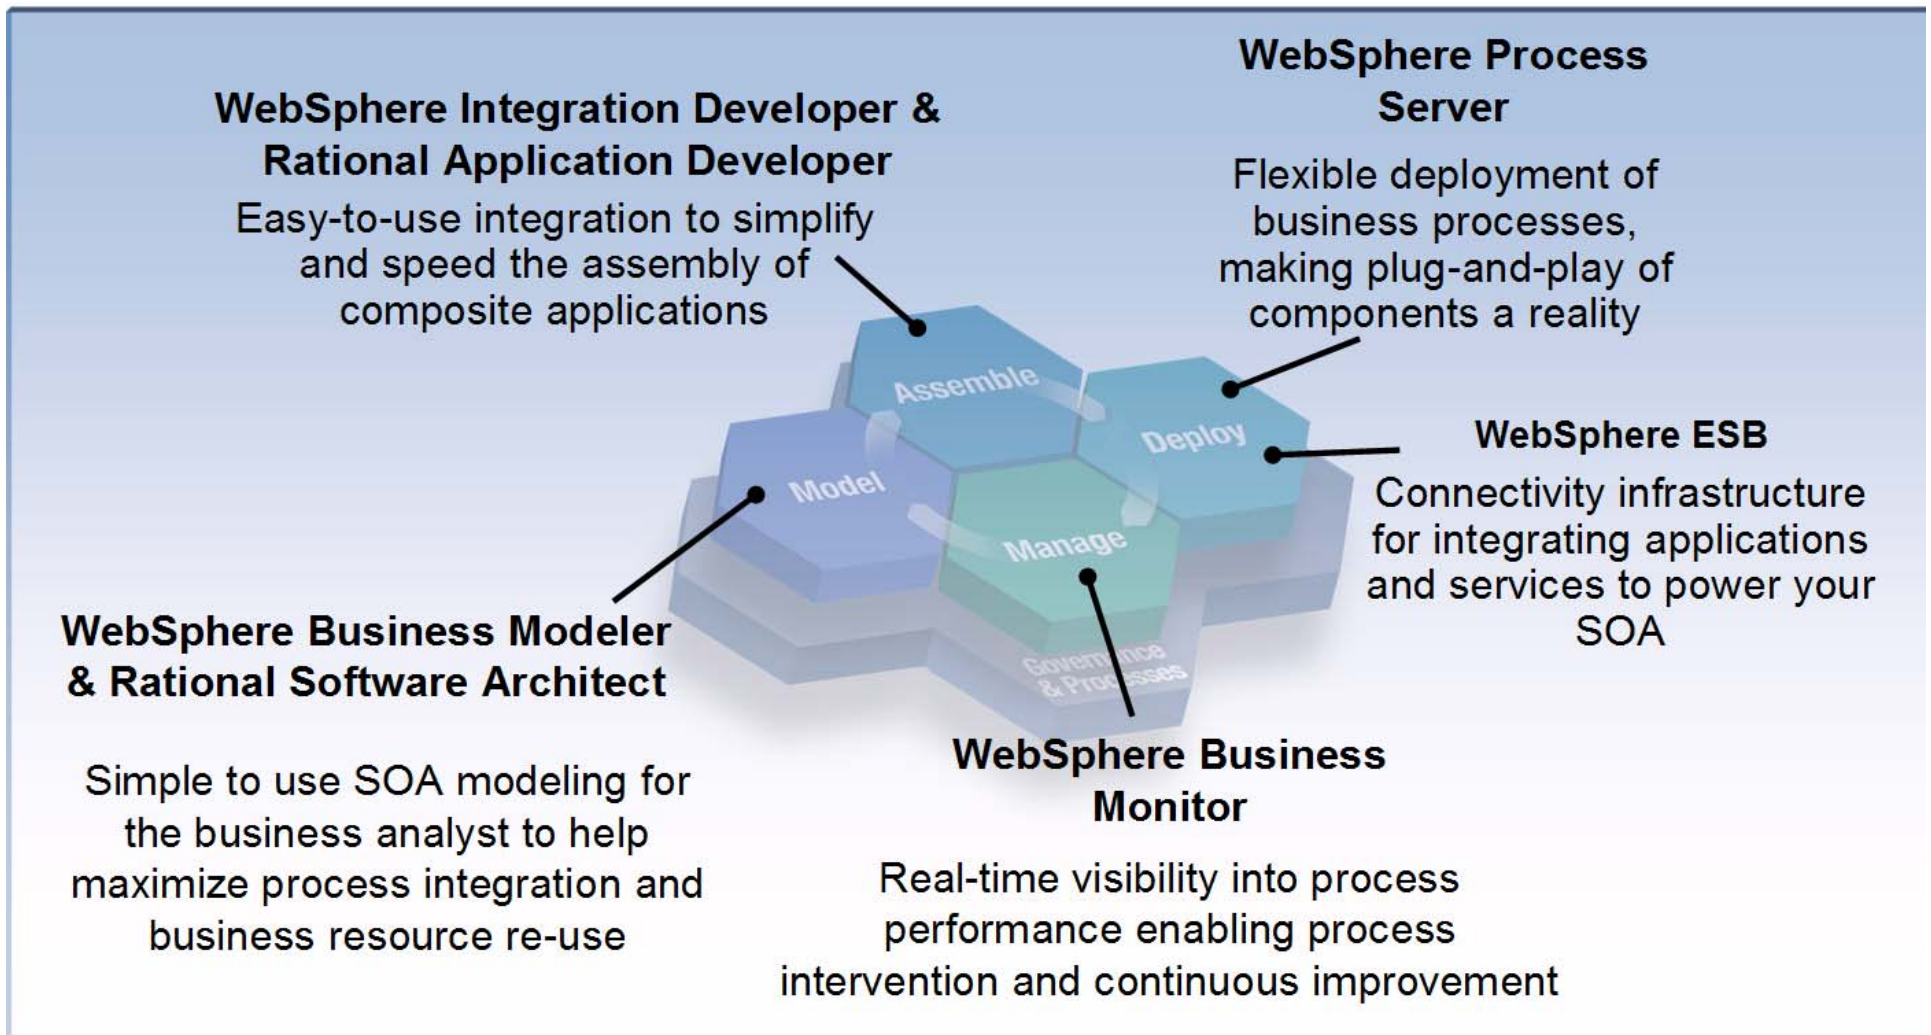 WebSphere Integration Developer &
Rational Application Developer
Easy-to-use integration to simplify
and speed the assembly of
composite applications
WebSphere Process
Server
Flexible deployment of
business processes,
making plug-and-play of
components a reality
Assemble
Deploy
Model
Manage
Governance
& Processes
WebSphere ESB
Connectivity infrastructure
for integrating applications
and services to power your
SOA
WebSphere Business Modeler
& Rational Software Architect
Simple to use SOA modeling for
the business analyst to help
maximize process integration and
business resource re-use
WebSphere Business
Monitor
Real-time visibility into process
performance enabling process
intervention and continuous improvement